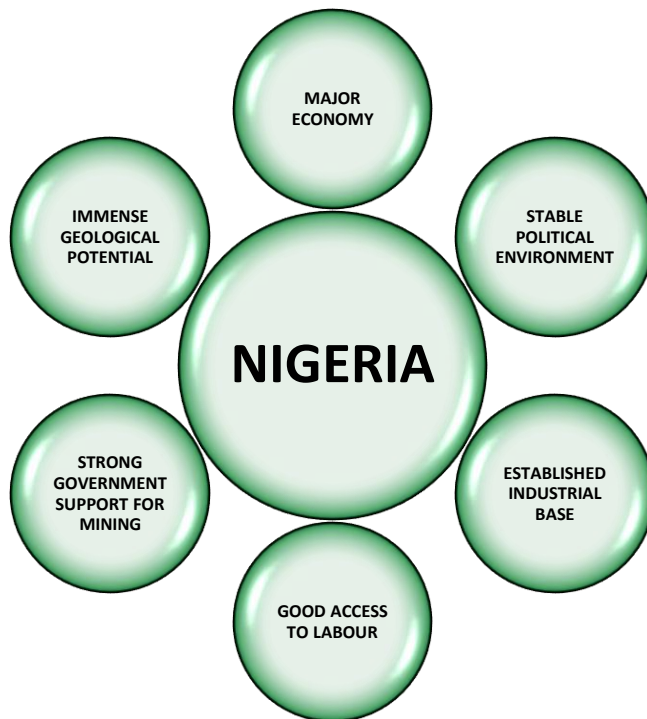 MAJOR
ECONOMY
IMMENSE
GEOLOGICAL
POTENTIAL
STABLE
POLITICAL
ENVIRONMENT
NIGERIA
STRONG
GOVERNMENT
SUPPORT FOR
MINING
ESTABLISHED
INDUSTRIAL
BASE
GOOD ACCESS
TO LABOUR